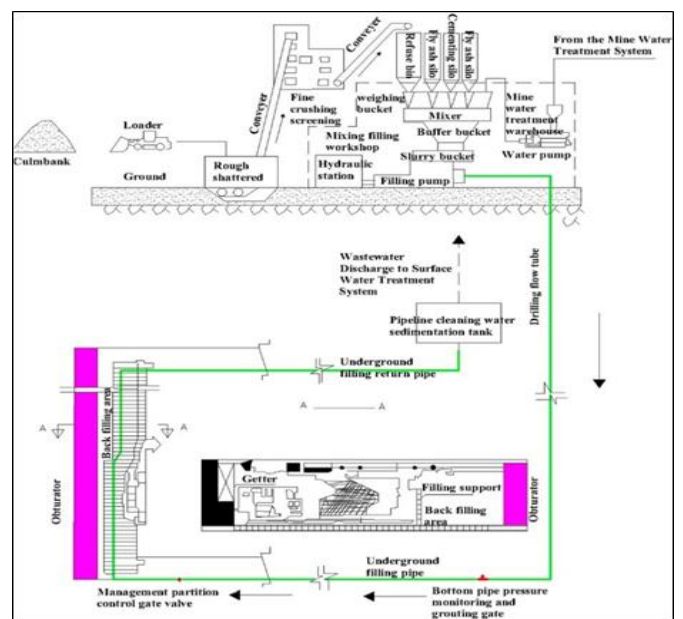 Culmbank
Loader
Ground
Rough
shattered
Conveyer
Fine
crushing
screening
Conveyer
weighing
bucket
Refuse bin
Fly ash silo
Cementing silo
Fly ash silo
Mixer
Buffer bucket
Slurry bucket
Mixing filling
workshop
Hydraulic
station
Filling pump
From the Mine Water
Treatment System
Mine
water
treatment
warehouse
Water pump
Wastewater
Discharge to Surface
Water Treatment
System
Pipeline cleaning water
sedimentation tank
Drilling flow tube
Underground
filling return pipe
A A
A A
Back filling area
Obturator
Getter
Filling support
Back filling
area
Obturator
Underground
filling pipe
Management partition
control gate valve
Bottom pipe pressure
monitoring and
grouting gate